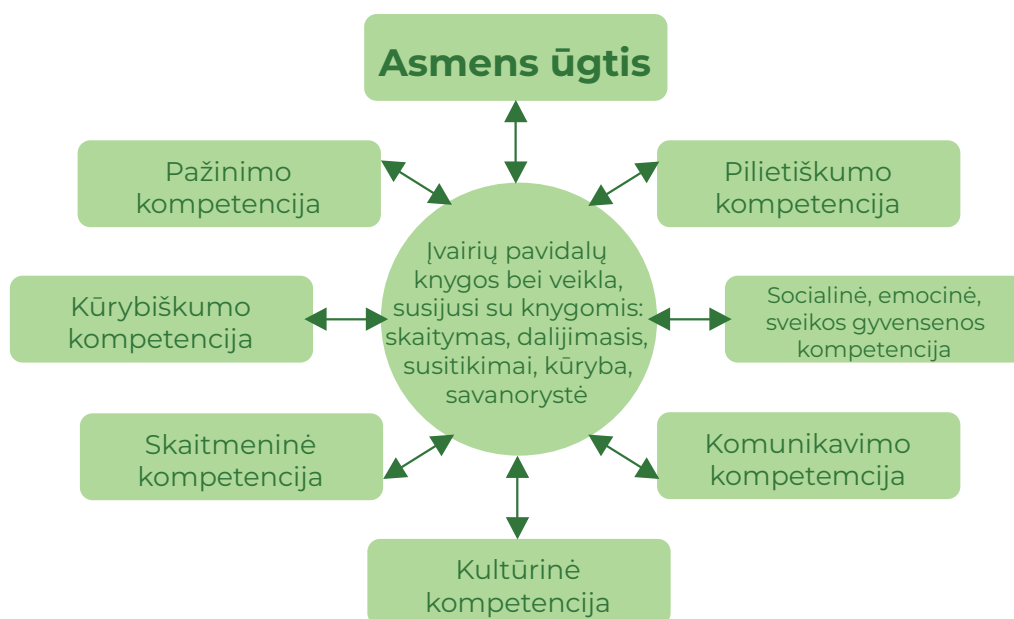 Asmens ūgtis
Pažinimo
kompetencija
Pilietiškumo
kompetencija
Įvairių pavidalų
knygos bei veikla,
susijusi su knygomis:
skaitymas, dalijimasis,
susitikimai, kūryba,
savanorystė
Kūrybiškumo
kompetencija
Socialinė, emocinė,
sveikos gyvensenos
kompetencija
Skaitmeninė
kompetencija
Komunikavimo
kompetemcija
Kultūrinė
kompetencija